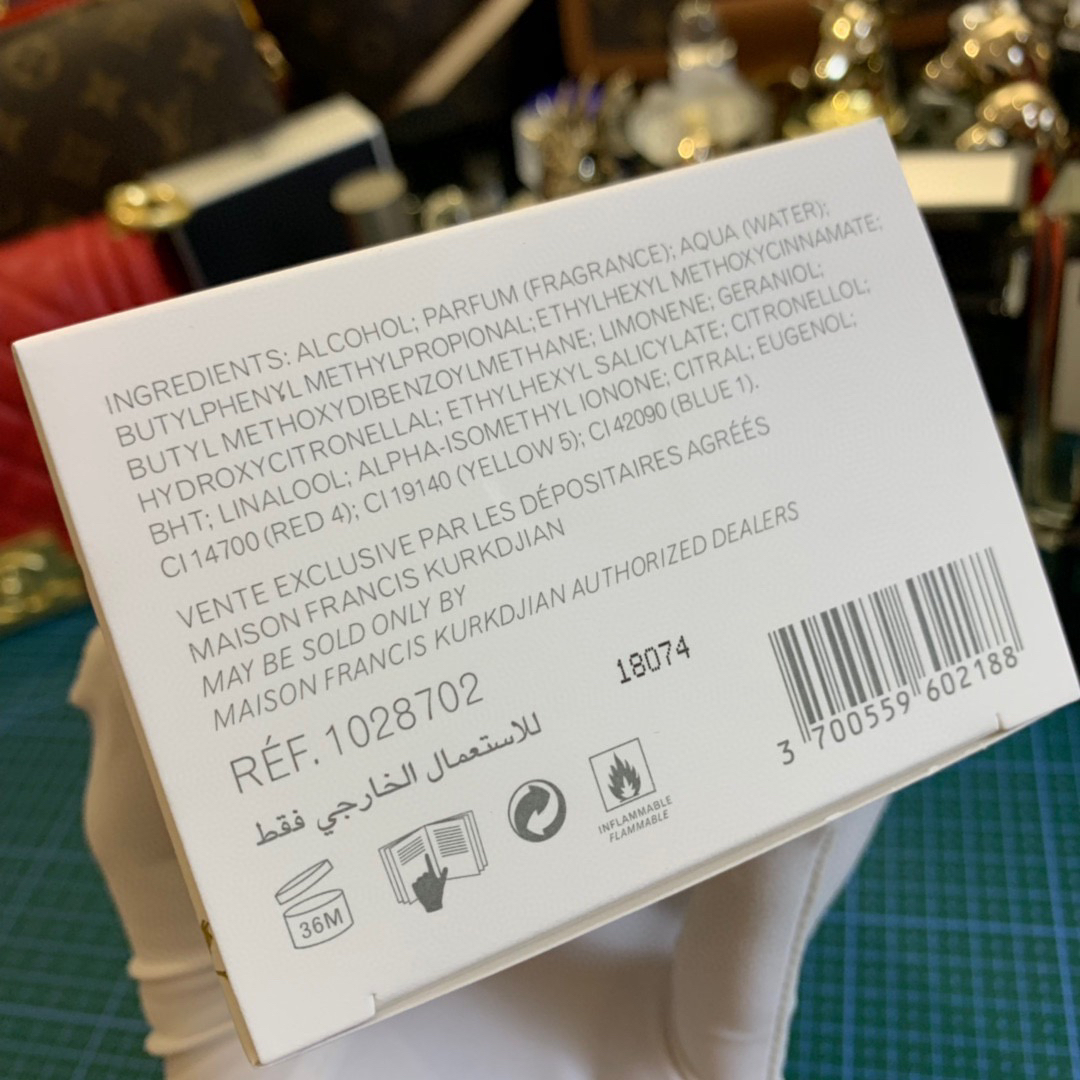 INGREDIENTS: ALCOHOL; PARFUM (FRAGRANCE); AQUA (WATER);
BUTYLPHENYL METHYLPROPIONAL; ETHYLHEXYL METHOXYCINNAMATE;
BUTYL METHOXYDIBENZOYLMETHANE; LIMONENE; GERANIOL;
HYDROXYCITRONELLAL; ETHYLHEXYL SALICYLATE; CITRONELLOL;
BHT; LINALOOL; ALPHA-ISOMETHYL IONONE; CITRAL; EUGENOL;
CI 14700 (RED 4); CI 19140 (YELLOW 5); CI 42090 (BLUE 1).
VENTE EXCLUSIVE PAR LES DÉPOSITAIRES AGRÉÉS
MAISON FRANCIS KURKDJIAN
MAY BE SOLD ONLY BY
MAISON FRANCIS KURKDJIAN AUTHORIZED DEALERS
RÉF. 1028702
18074
3 700559 602188
للاستعمال الخارجي فقط
36M
INFLAMMABLE
FLAMMABLE